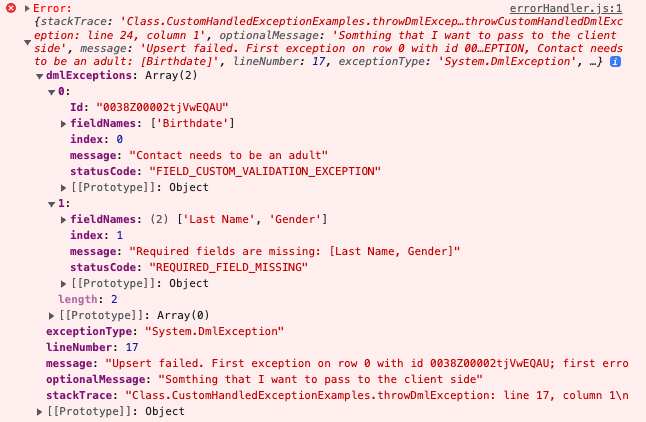 Error: errorHandler.js:1
{stackTrace: 'Class.CustomHandledExceptionExamples.throwDmlExcep…throwCustomHandledDmlExc
eption: line 24, column 1', optionalMessage: 'Somthing that I want to pass to the client
side', message: 'Upsert failed. First exception on row 0 with id 00…EPTION, Contact needs
to be an adult: [Birthdate]', lineNumber: 17, exceptionType: 'System.DmlException', …} i
dmlExceptions: Array(2)
0:
Id: "0038Z00002tjVwEQAU"
fieldNames: ['Birthdate']
index: 0
message: "Contact needs to be an adult"
statusCode: "FIELD_CUSTOM_VALIDATION_EXCEPTION"
[[Prototype]]: Object
1:
fieldNames: (2) ['Last Name', 'Gender']
index: 1
message: "Required fields are missing: [Last Name, Gender]"
statusCode: "REQUIRED_FIELD_MISSING"
[[Prototype]]: Object
length: 2
[[Prototype]]: Array(0)
exceptionType: "System.DmlException"
lineNumber: 17
message: "Upsert failed. First exception on row 0 with id 0038Z00002tjVwEQAU; first erro
optionalMessage: "Somthing that I want to pass to the client side"
stackTrace: "Class.CustomHandledExceptionExamples.throwDmlException: line 17, column 1\n
[[Prototype]]: Object